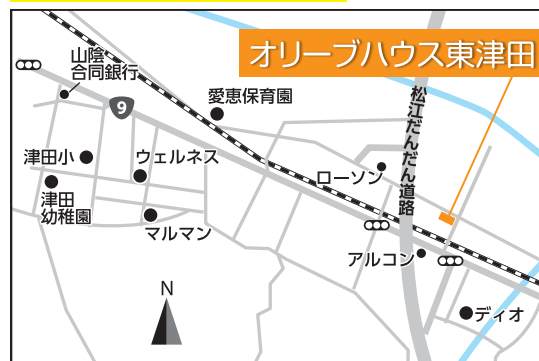 オリーブハウス東津田
山陰
合同銀行
9
愛恵保育園
松江だんだん道路
津田小
ウェルネス
ローソン
津田
幼稚園
マルマン
アルコン
N
ディオ